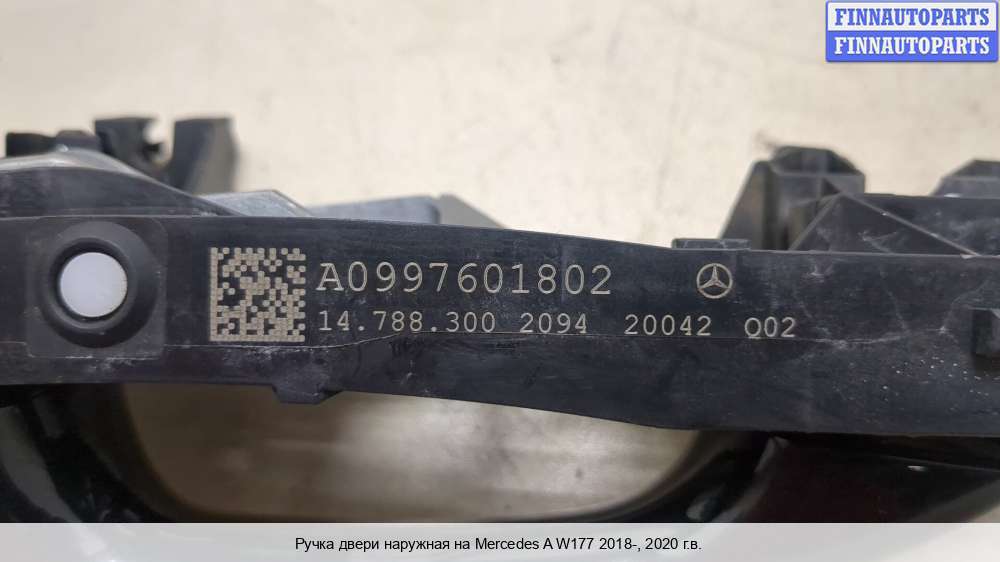 FINNAUTOPARTS
FINNAUTOPARTS
A0997601802
14.788.300 2094 20042 Q02
Ручка двери наружная на Mercedes A W177 2018-, 2020 г.в.